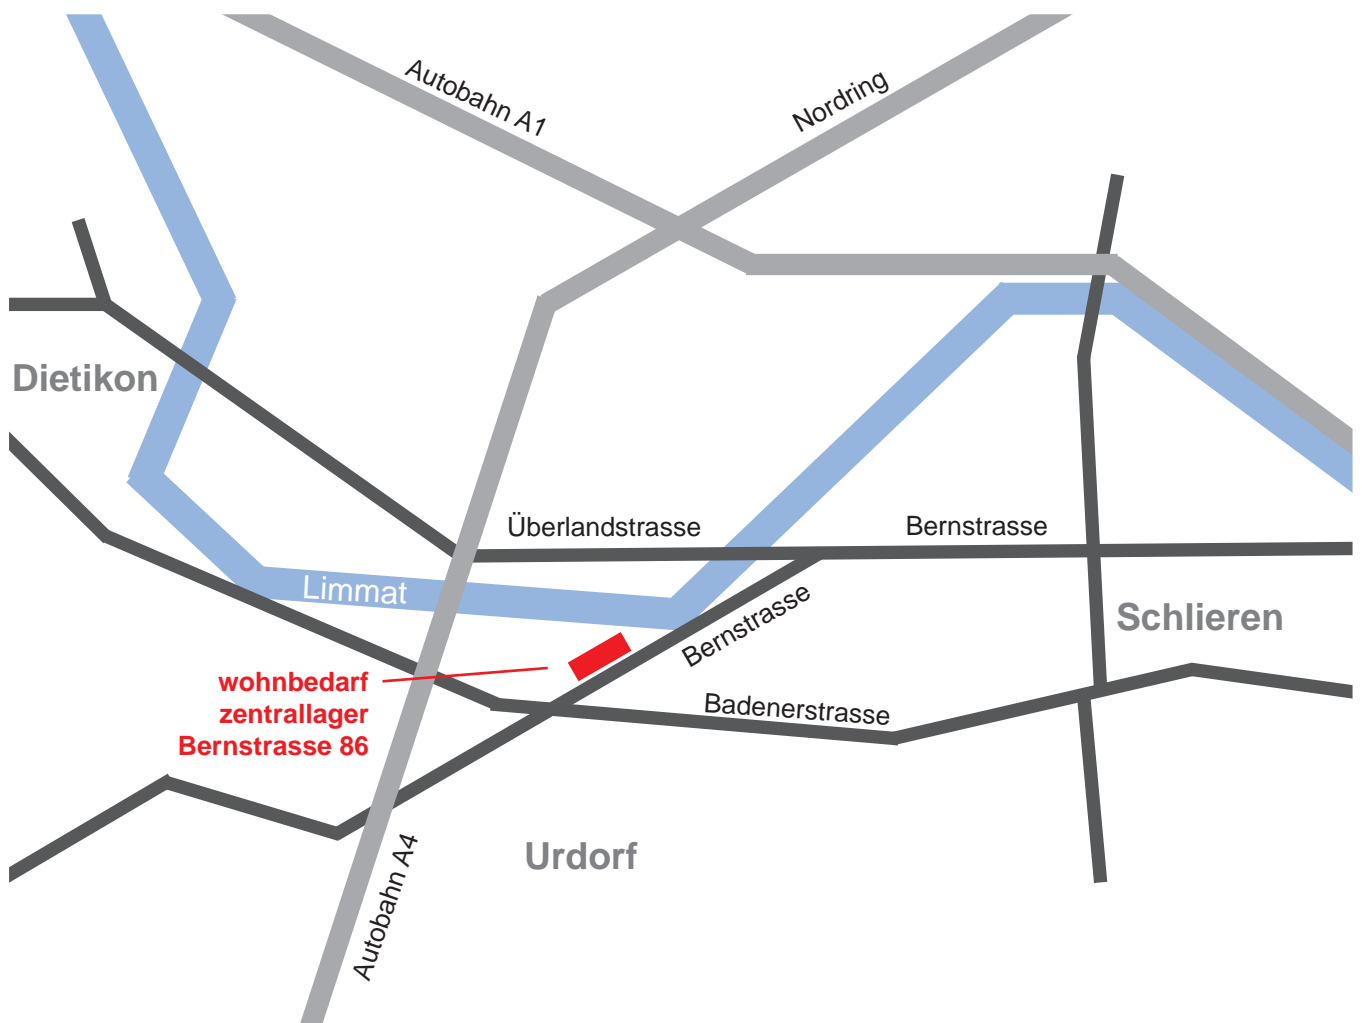 Autobahn A1
Nordring
Dietikon
Überlandstrasse
Bernstrasse
Limmat
Schlieren
Bernstrasse
wohnbedarf
zentrallager
Bernstrasse 86
Badenerstrasse
Urdorf
Autobahn A4